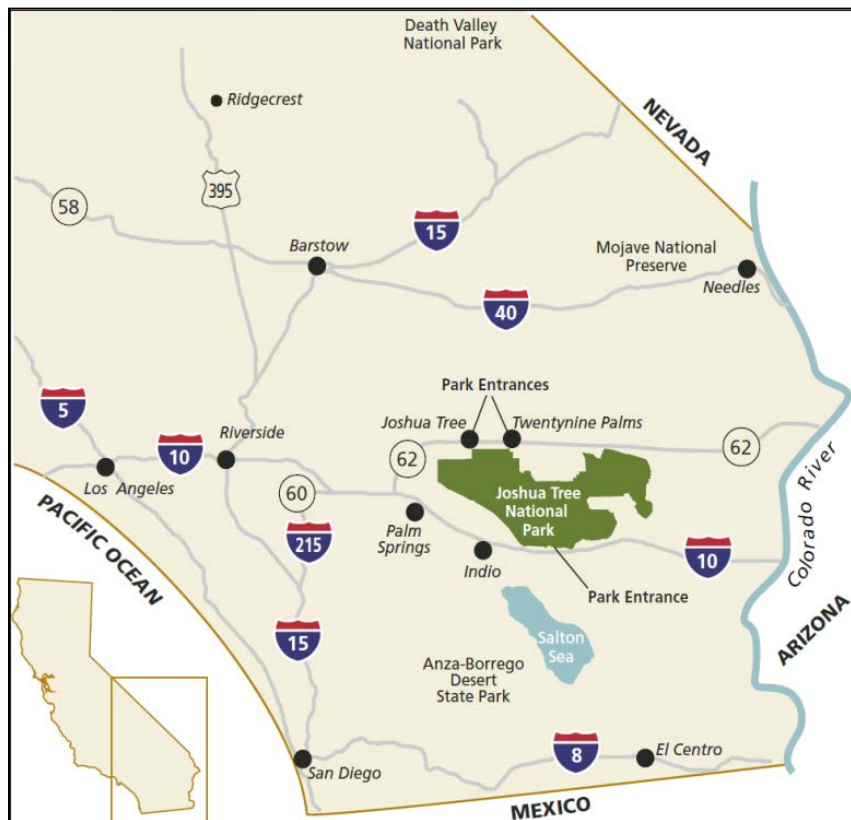 Death Valley
National Park
Ridgecrest
NEVADA
395
58
15
Barstow
Mojave National
Preserve
Needles
40
Park Entrances
5
Joshua Tree
Twentynine Palms
Riverside
10
62
62
Los Angeles
60
Joshua Tree
National
Park
Colorado River
PACIFIC OCEAN
Palm
Springs
215
Indio
10
Park Entrance
ARIZONA
15
Salton
Sea
Anza-Borrego
Desert
State Park
San Diego
8
El Centro
MEXICO